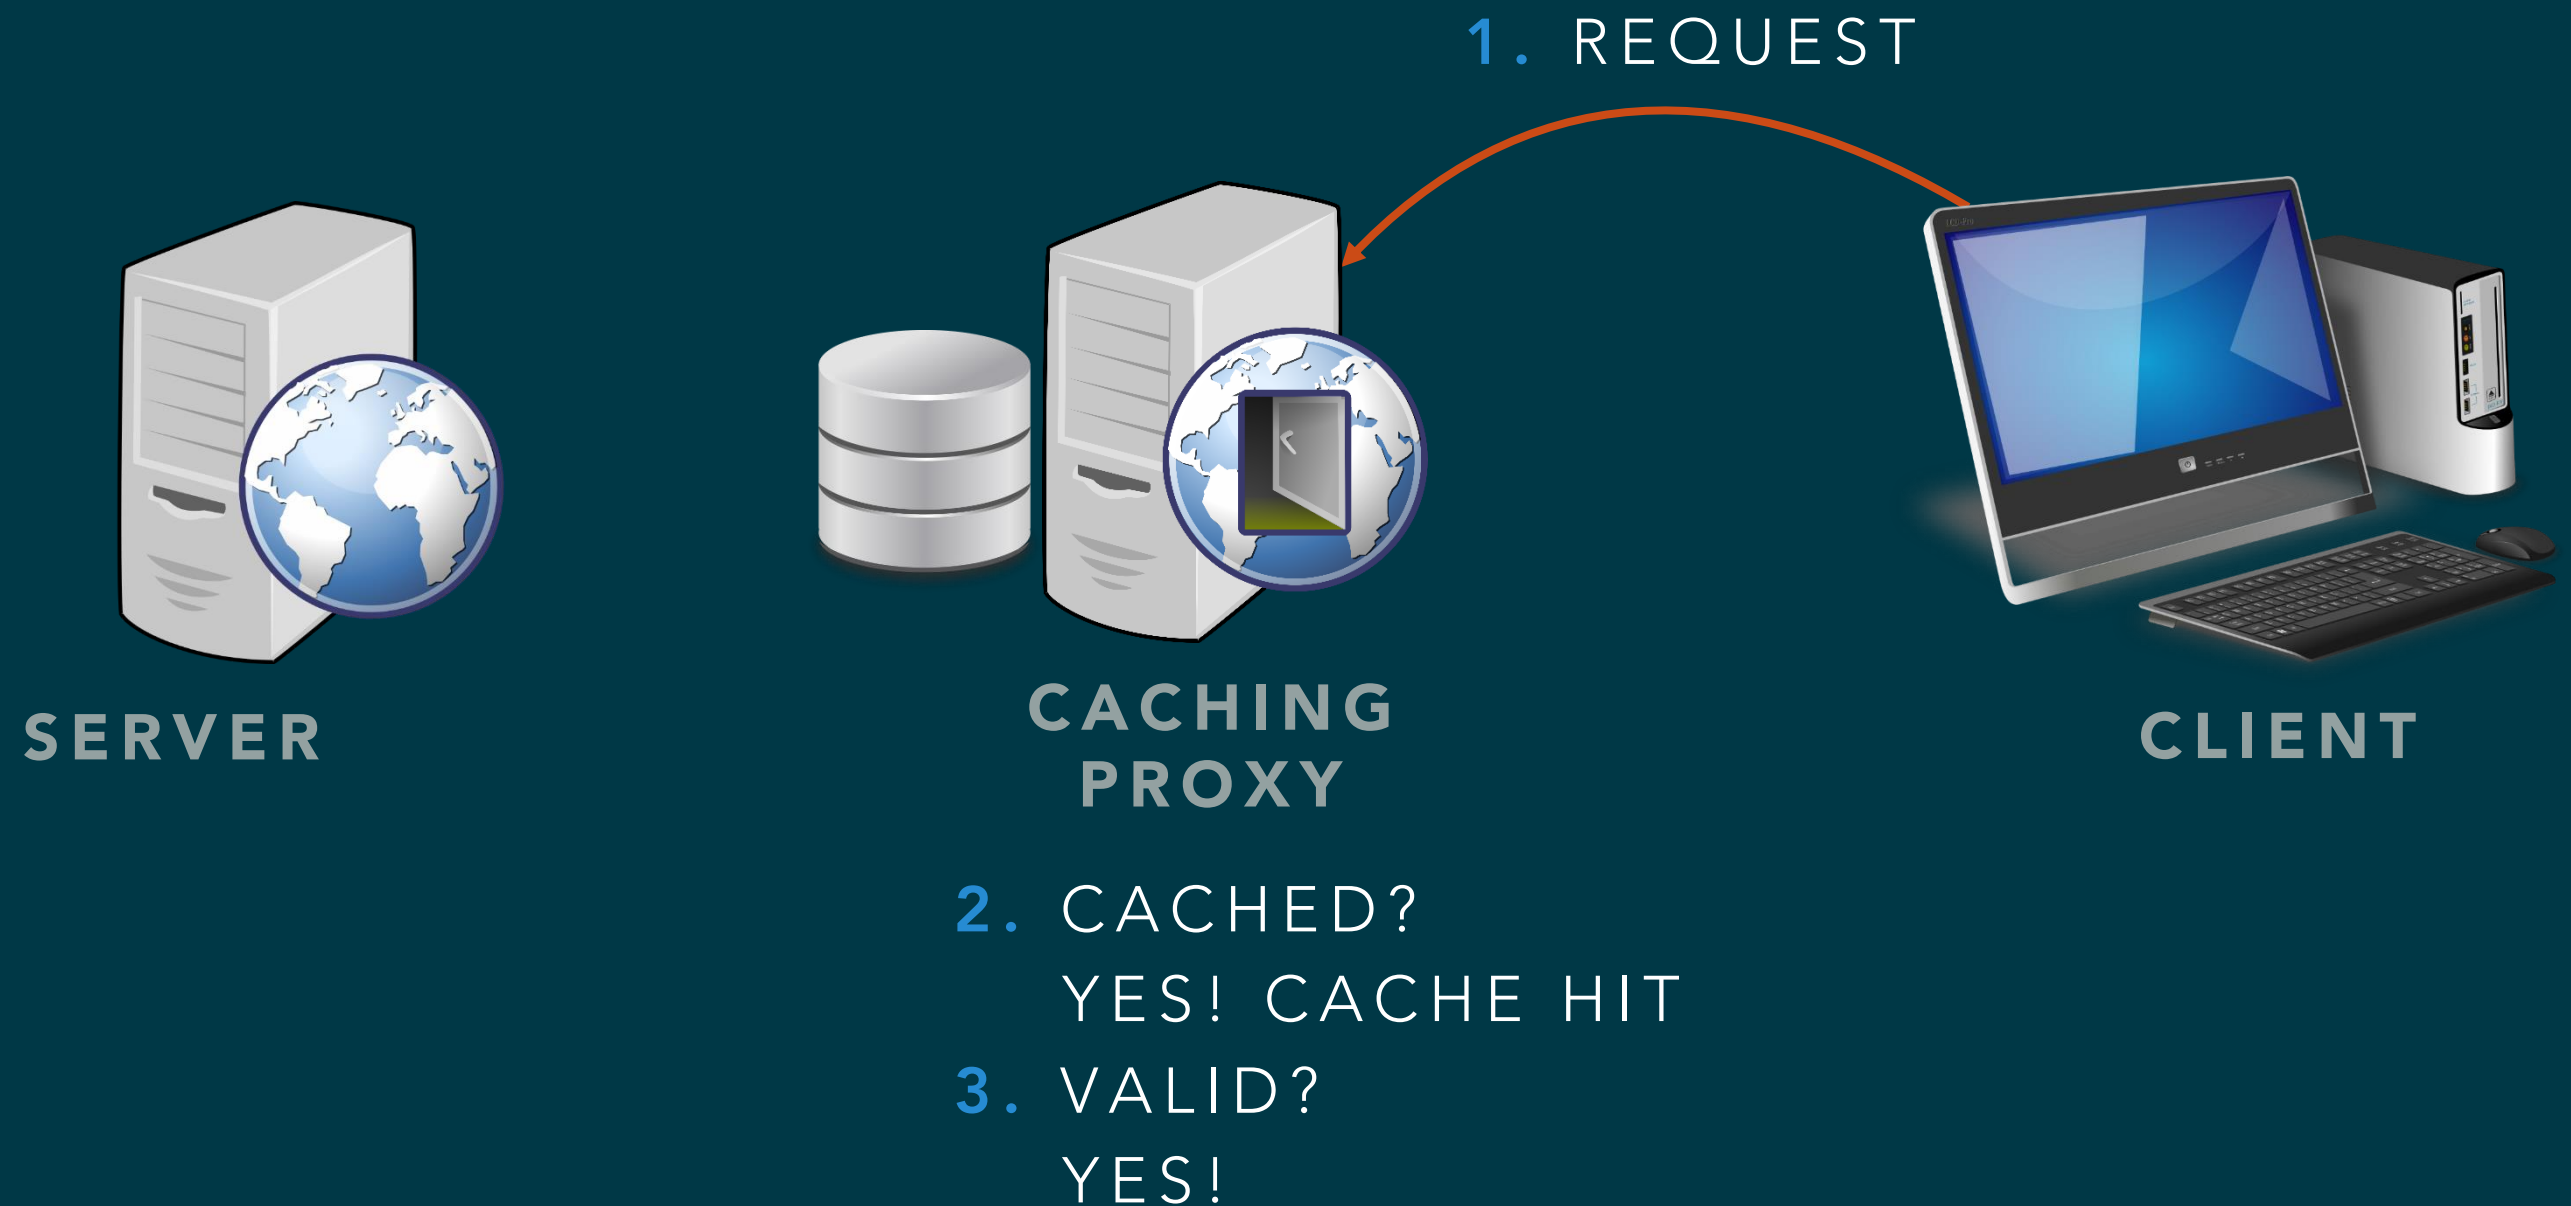 1. REQUEST
SERVER
CACHING
PROXY
CLIENT
2. CACHED?
YES! CACHE HIT
3. VALID?
YES!